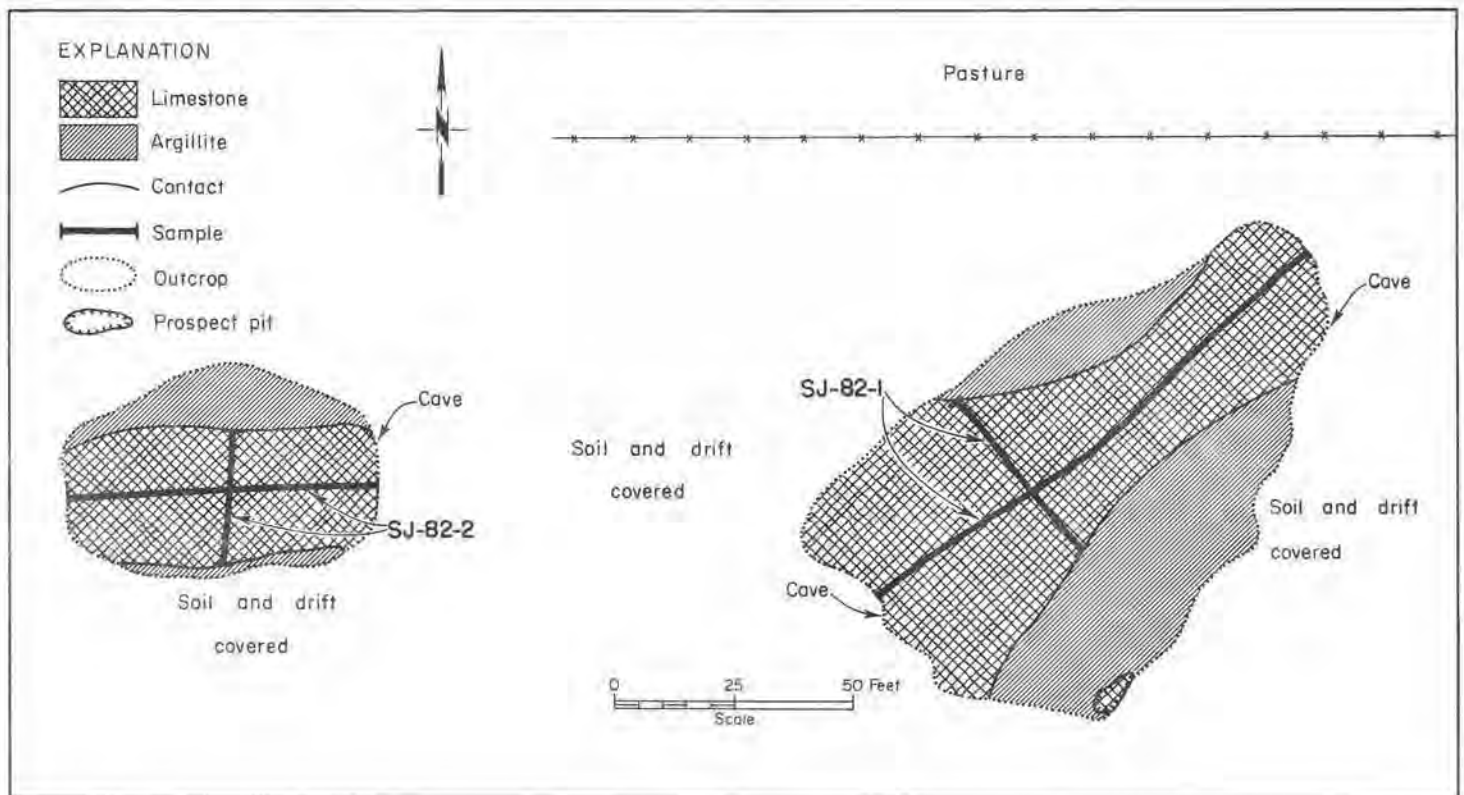 EXPLANATION
Limestone
Argillite
Contact
Sample
Outcrop
Prospect pit
N
Pasture
Cave
SJ-82-2
Soil and drift
covered
Soil and drift
covered
SJ-82-1
Cave
Cave
Soil and drift
covered
0 25 50 Feet
Scale